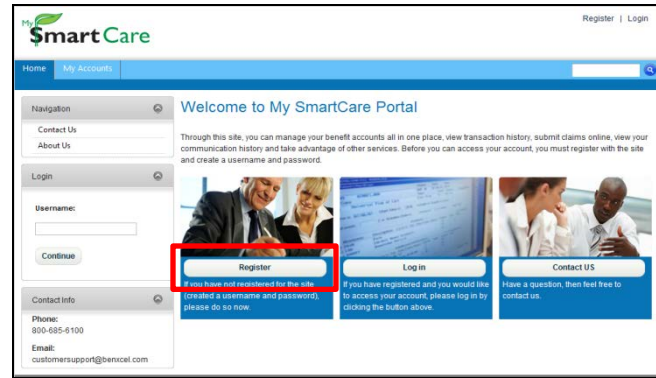 Register | Login
My
SmartCare
Home My Accounts
Navigation
Contact Us
About Us
Login
Username:
Continue
Contact Info
Phone:
800-685-6100
Email:
customersupport@benxcel.com
Welcome to My SmartCare Portal
Through this site, you can manage your benefit accounts all in one place, view transaction history, submit claims online, view your
communication history and take advantage of other services. Before you can access your account, you must register with the site
and create a username and password.
Register
If you have not registered for the site
(created a username and password),
please do so now.
Log in
If you have registered and you would like
to access your account, please log in by
clicking the button above.
Contact US
Have a question, then feel free to
contact us.